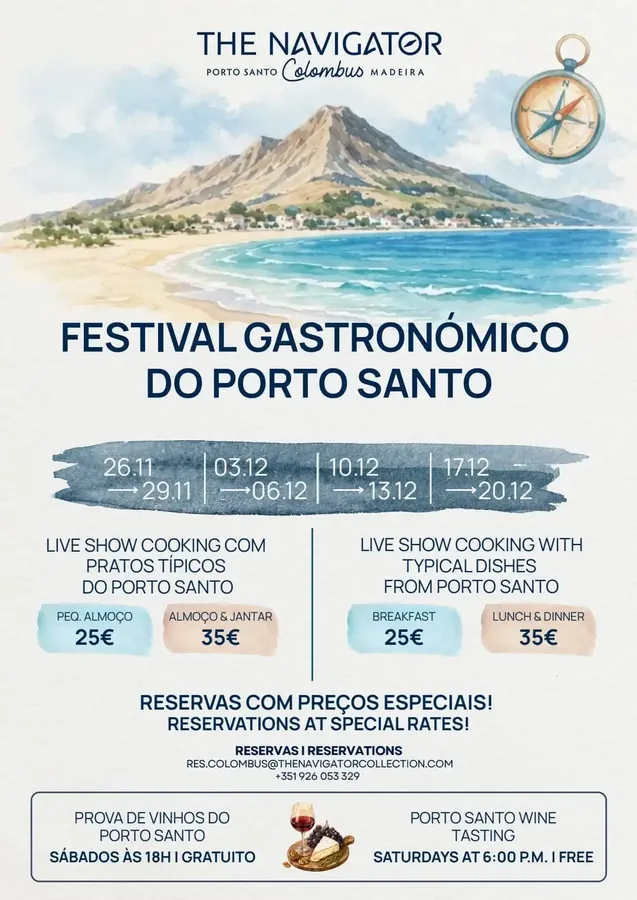 THE NAVIGATOR
PORTO SANTO Colombus MADEIRA
N
E
S
W
FESTIVAL GASTRONÓMICO
DO PORTO SANTO
26.11 → 29.11
03.12 → 06.12
10.12 → 13.12
17.12 → 20.12
LIVE SHOW COOKING COM
PRATOS TÍPICOS
DO PORTO SANTO
PEQ. ALMOÇO
25€
ALMOÇO & JANTAR
35€
LIVE SHOW COOKING WITH
TYPICAL DISHES
FROM PORTO SANTO
BREAKFAST
25€
LUNCH & DINNER
35€
RESERVAS COM PREÇOS ESPECIAIS!
RESERVATIONS AT SPECIAL RATES!
RESERVAS | RESERVATIONS
RES.COLOMBUS@THENAVIGATORCOLLECTION.COM
+351 926 053 329
PROVA DE VINHOS DO
PORTO SANTO
SÁBADOS ÀS 18H | GRATUITO
PORTO SANTO WINE
TASTING
SATURDAYS AT 6:00 P.M. | FREE